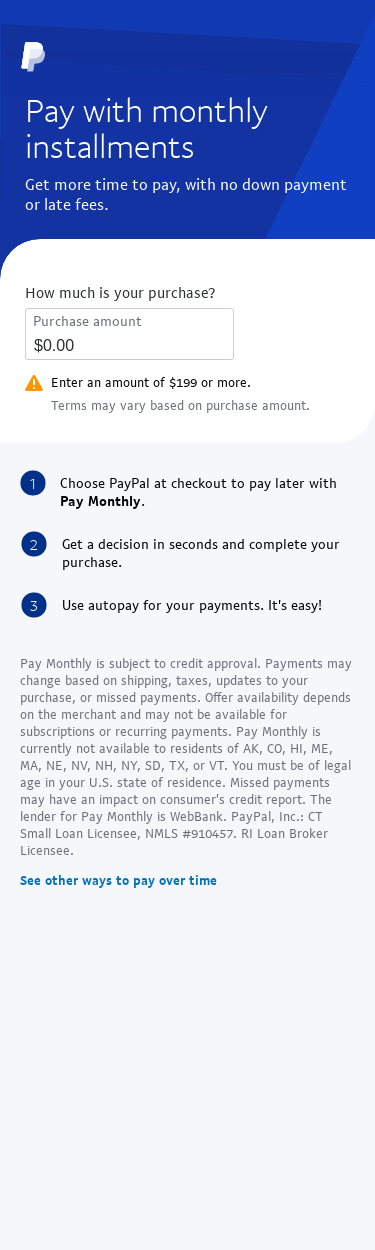 Pay with monthly
installments
Get more time to pay, with no down payment
or late fees.
How much is your purchase?
Purchase amount
$0.00
Enter an amount of $199 or more.
Terms may vary based on purchase amount.
1 Choose PayPal at checkout to pay later with
Pay Monthly.
2 Get a decision in seconds and complete your
purchase.
3 Use autopay for your payments. It's easy!
Pay Monthly is subject to credit approval. Payments may
change based on shipping, taxes, updates to your
purchase, or missed payments. Offer availability depends
on the merchant and may not be available for
subscriptions or recurring payments. Pay Monthly is
currently not available to residents of AK, CO, HI, ME,
MA, NE, NV, NH, NY, SD, TX, or VT. You must be of legal
age in your U.S. state of residence. Missed payments
may have an impact on consumer's credit report. The
lender for Pay Monthly is WebBank. PayPal, Inc.: CT
Small Loan Licensee, NMLS #910457. RI Loan Broker
Licensee.
See other ways to pay over time